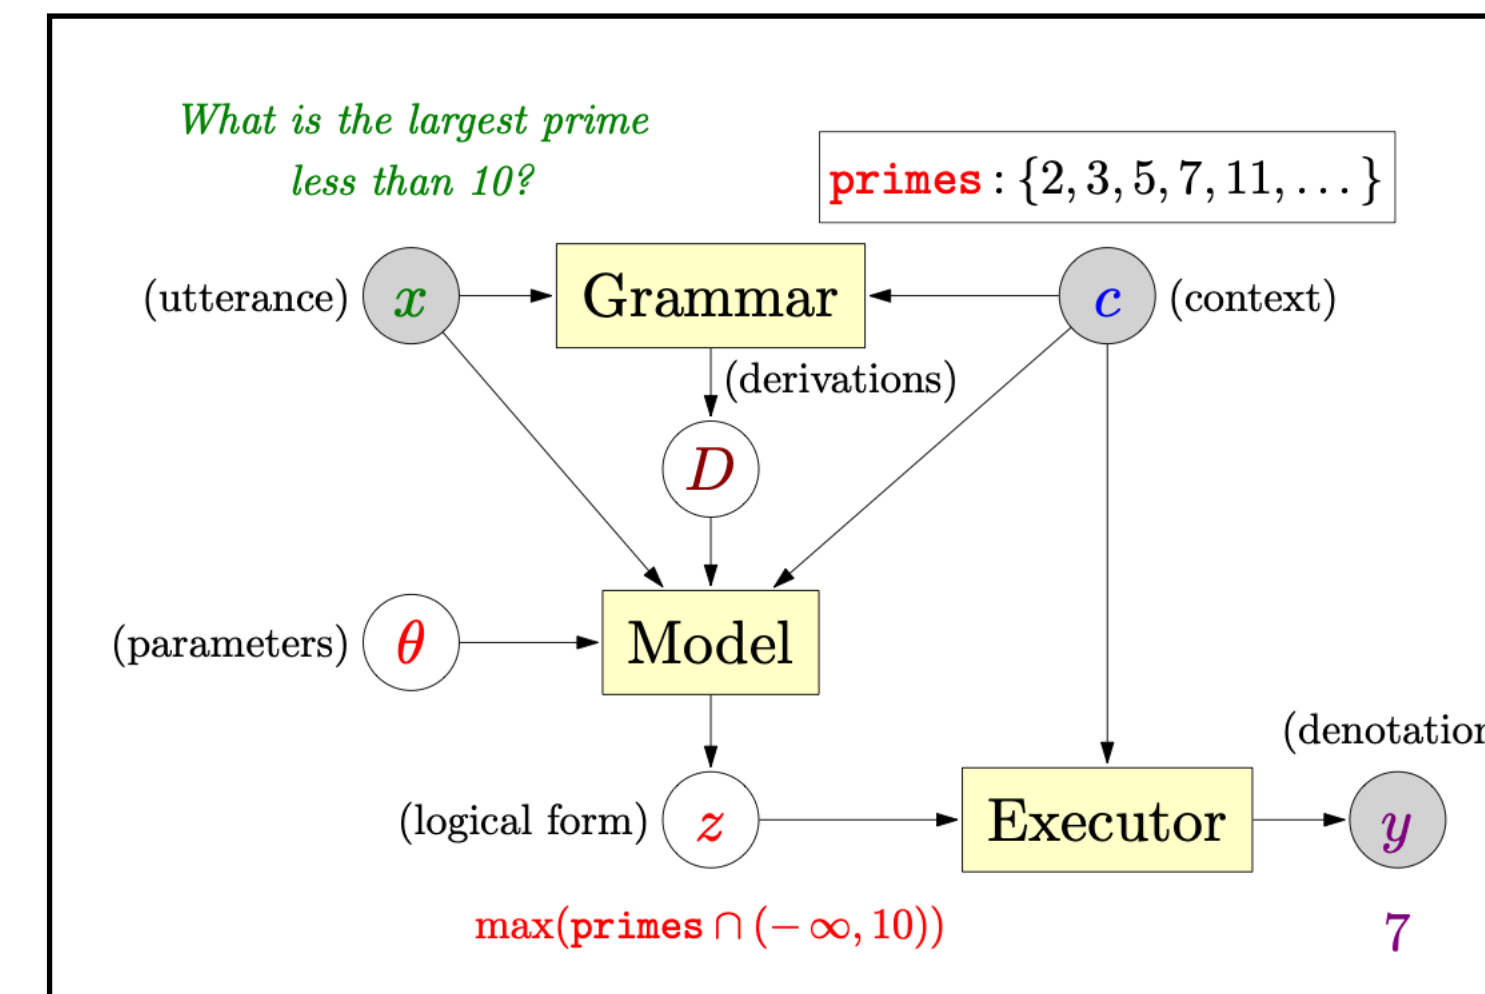 What is the largest prime
less than 10?
primes : {2, 3, 5, 7, 11, . . . }
(utterance) x Grammar c (context)
(derivations)
D
(parameters) θ Model
(denotation
(logical form) z Executor y
max(primes ∩ (− ∞, 10))
7